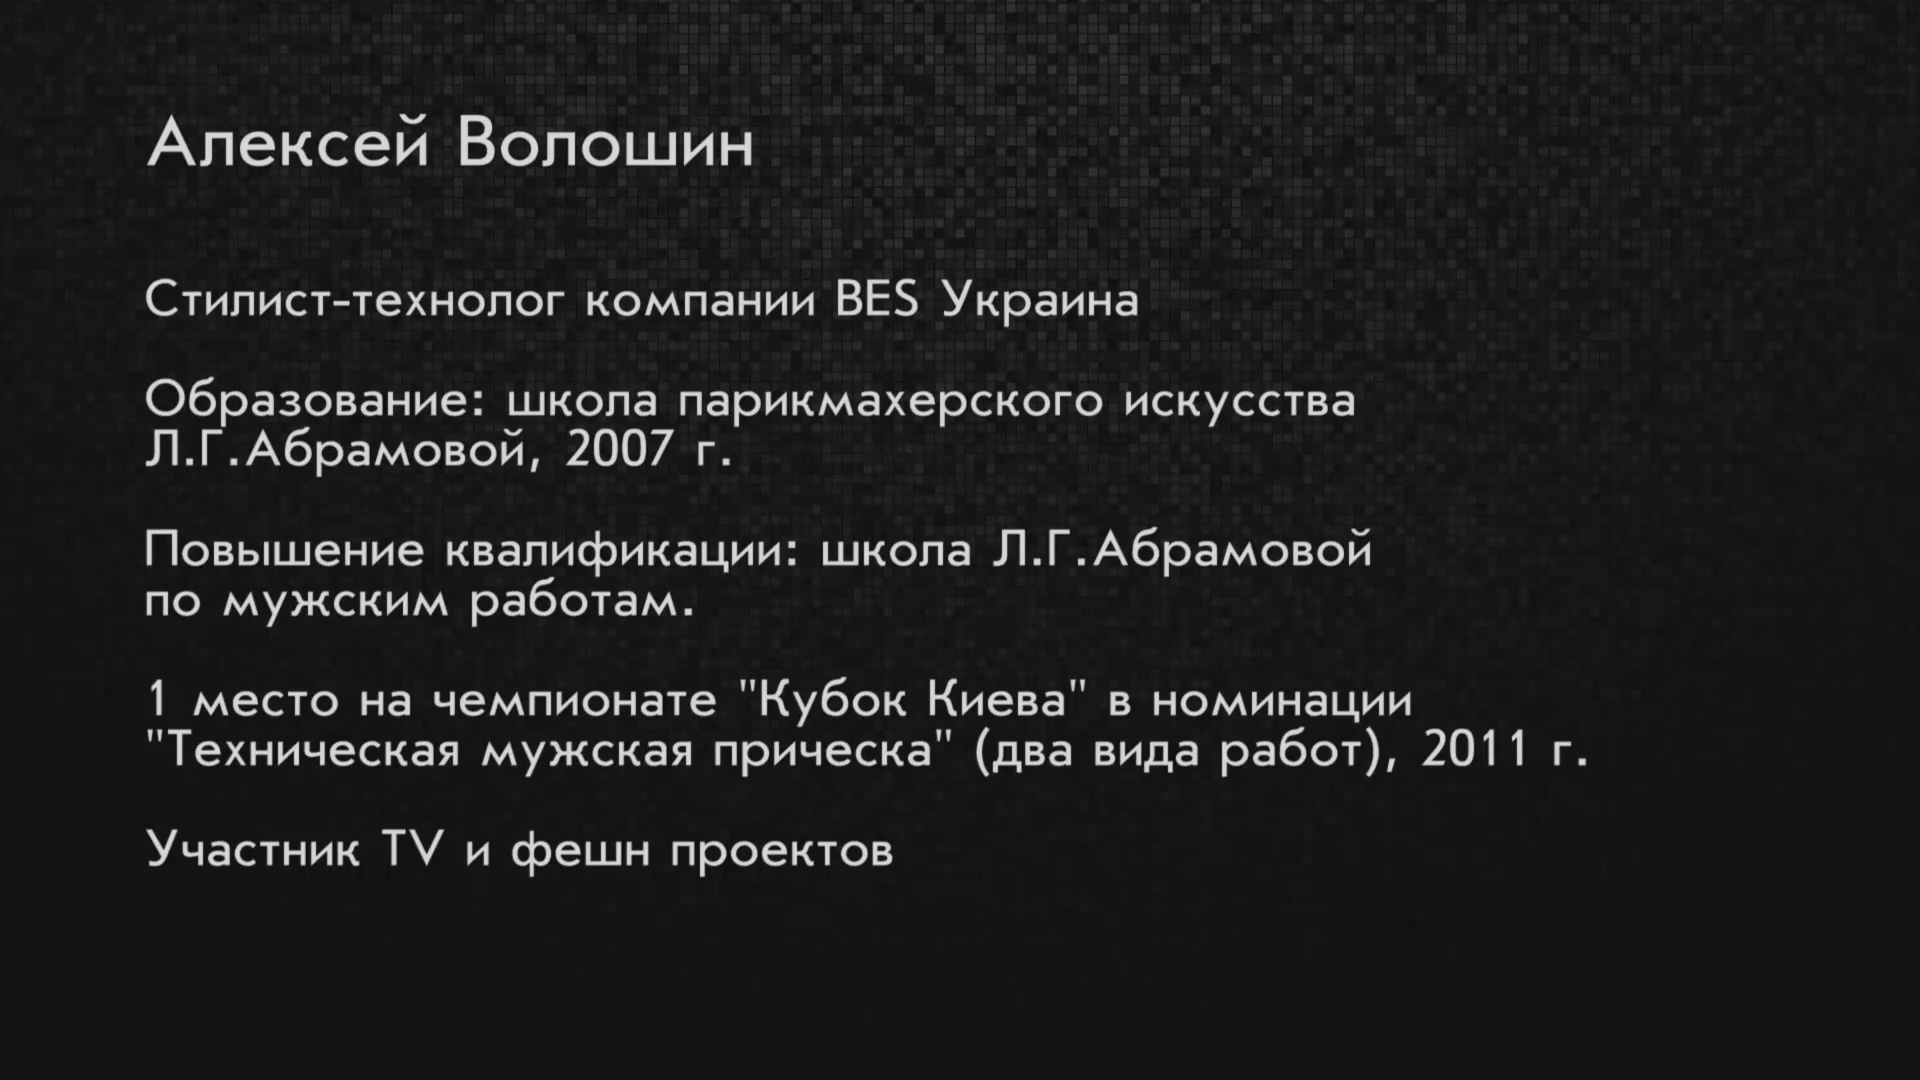 Алексей Волошин
Стилист-технолог компании BES Украина
Образование: школа парикмахерского искусства
Л.Г.Абрамовой, 2007 г.
Повышение квалификации: школа Л.Г.Абрамовой
по мужским работам.
1 место на чемпионате "Кубок Киева" в номинации
"Техническая мужская прическа" (два вида работ), 2011 г.
Участник TV и фешн проектов